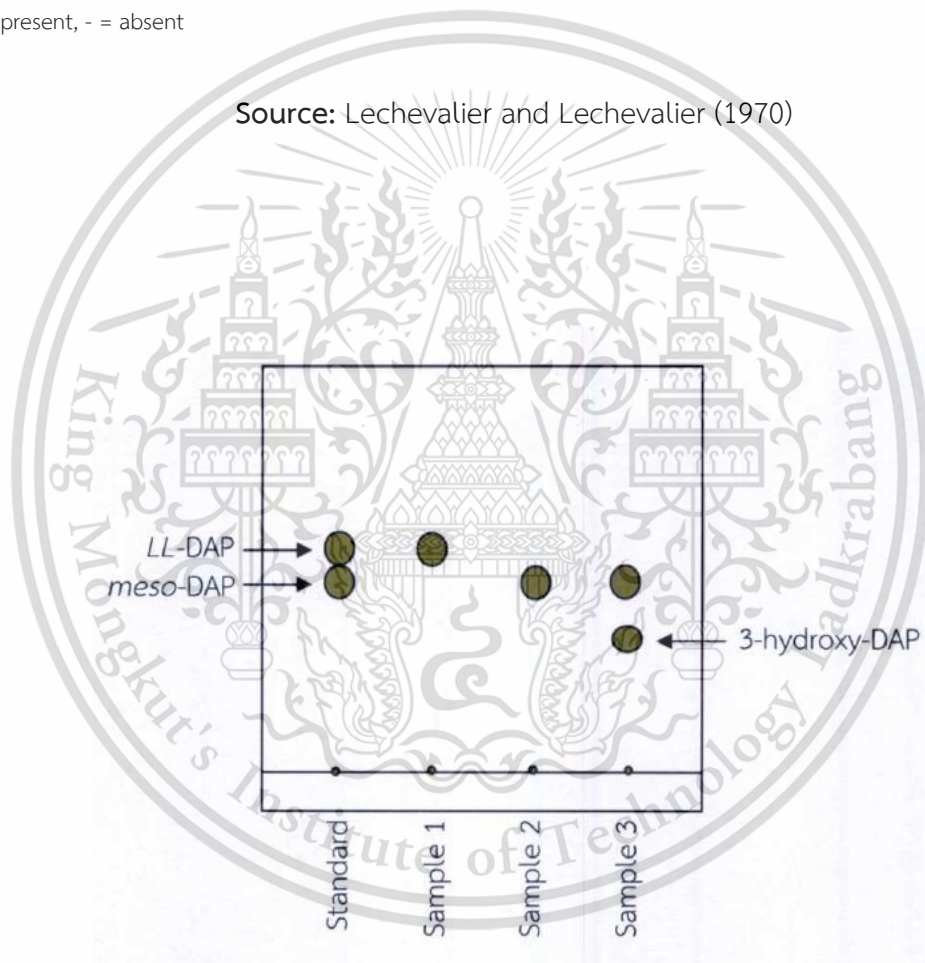 present, - = absent
Source: Lechevalier and Lechevalier (1970)
King Mongkut's Institute of Technology Ladkrabang
LL-DAP
meso-DAP
3-hydroxy-DAP
Standard
Sample 1
Sample 2
Sample 3